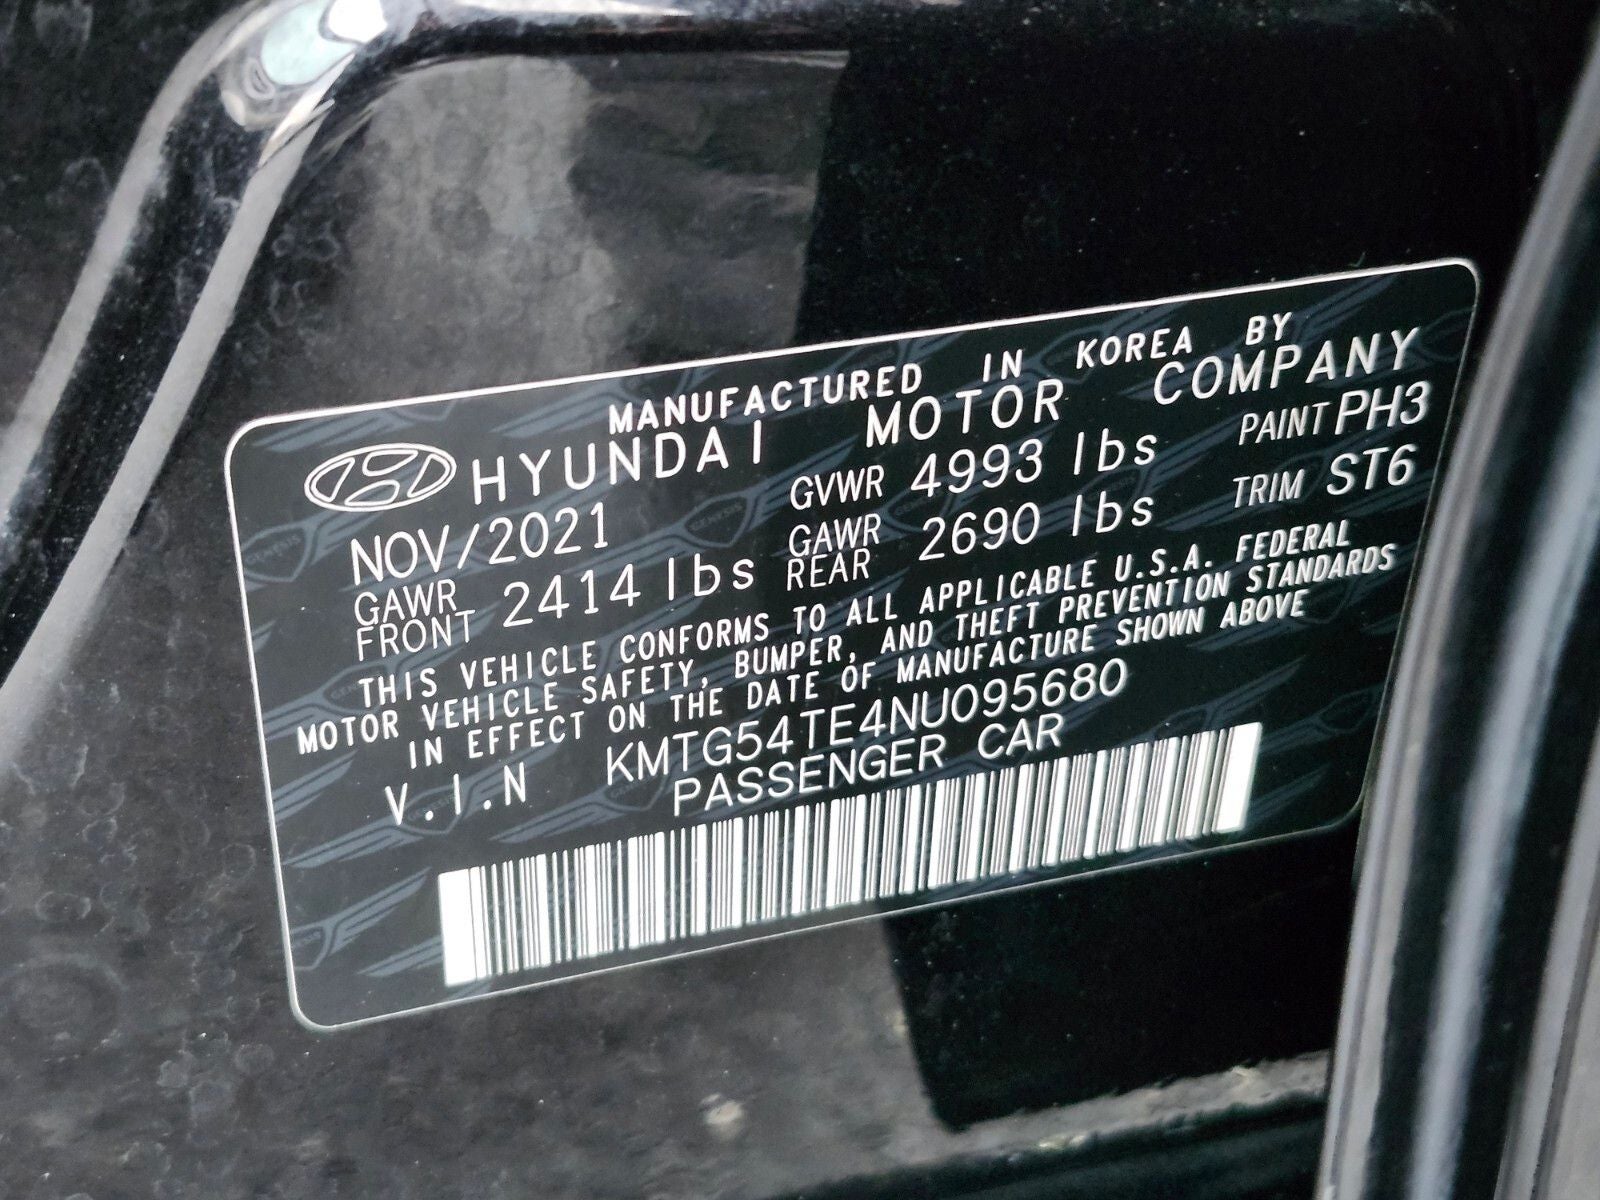 MANUFACTURED IN KOREA BY
HYUNDAI MOTOR COMPANY
NOV/2021 GVWR 4993 lbs PAINT PH3
GAWR FRONT 2414 lbs GAWR REAR 2690 lbs TRIM ST6
THIS VEHICLE CONFORMS TO ALL APPLICABLE U.S.A. FEDERAL
MOTOR VEHICLE SAFETY, BUMPER, AND THEFT PREVENTION STANDARDS
IN EFFECT ON THE DATE OF MANUFACTURE SHOWN ABOVE
V.I.N KMTG54TE4NU095680
PASSENGER CAR